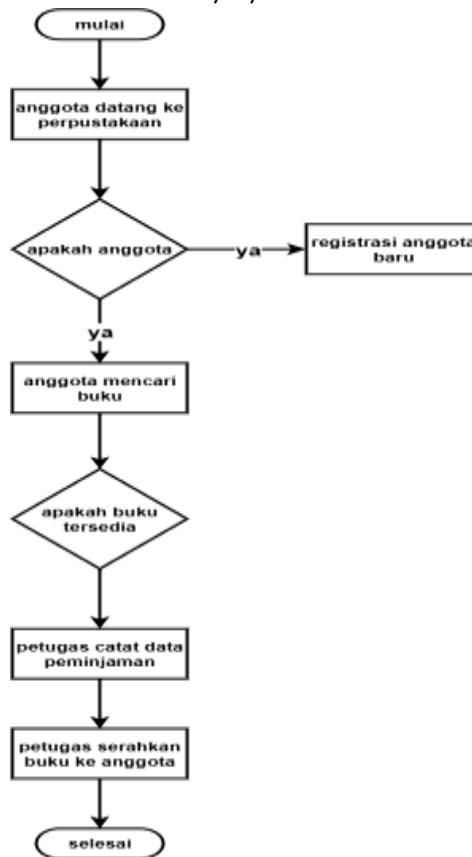 mulai
anggota datang ke
perpustakaan
apakah anggota
ya
registrasi anggota
baru
ya
anggota mencari
buku
apakah buku
tersedia
petugas catat data
peminjaman
petugas serahkan
buku ke anggota
selesai